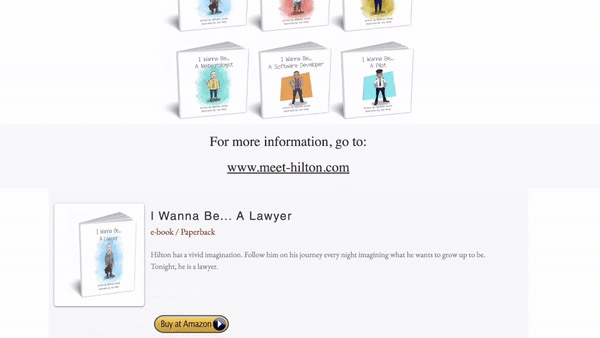 I Wanna Be...
A Meteorologist
I Wanna Be...
A Software Developer
I Wanna Be...
A Pilot
For more information, go to:
www.meet-hilton.com
I Wanna Be...
A Lawyer
I Wanna Be... A Lawyer
e-book / Paperback
Hilton has a vivid imagination. Follow him on his journey every night imagining what he wants to grow up to be.
Tonight, he is a lawyer.
Buy at Amazon